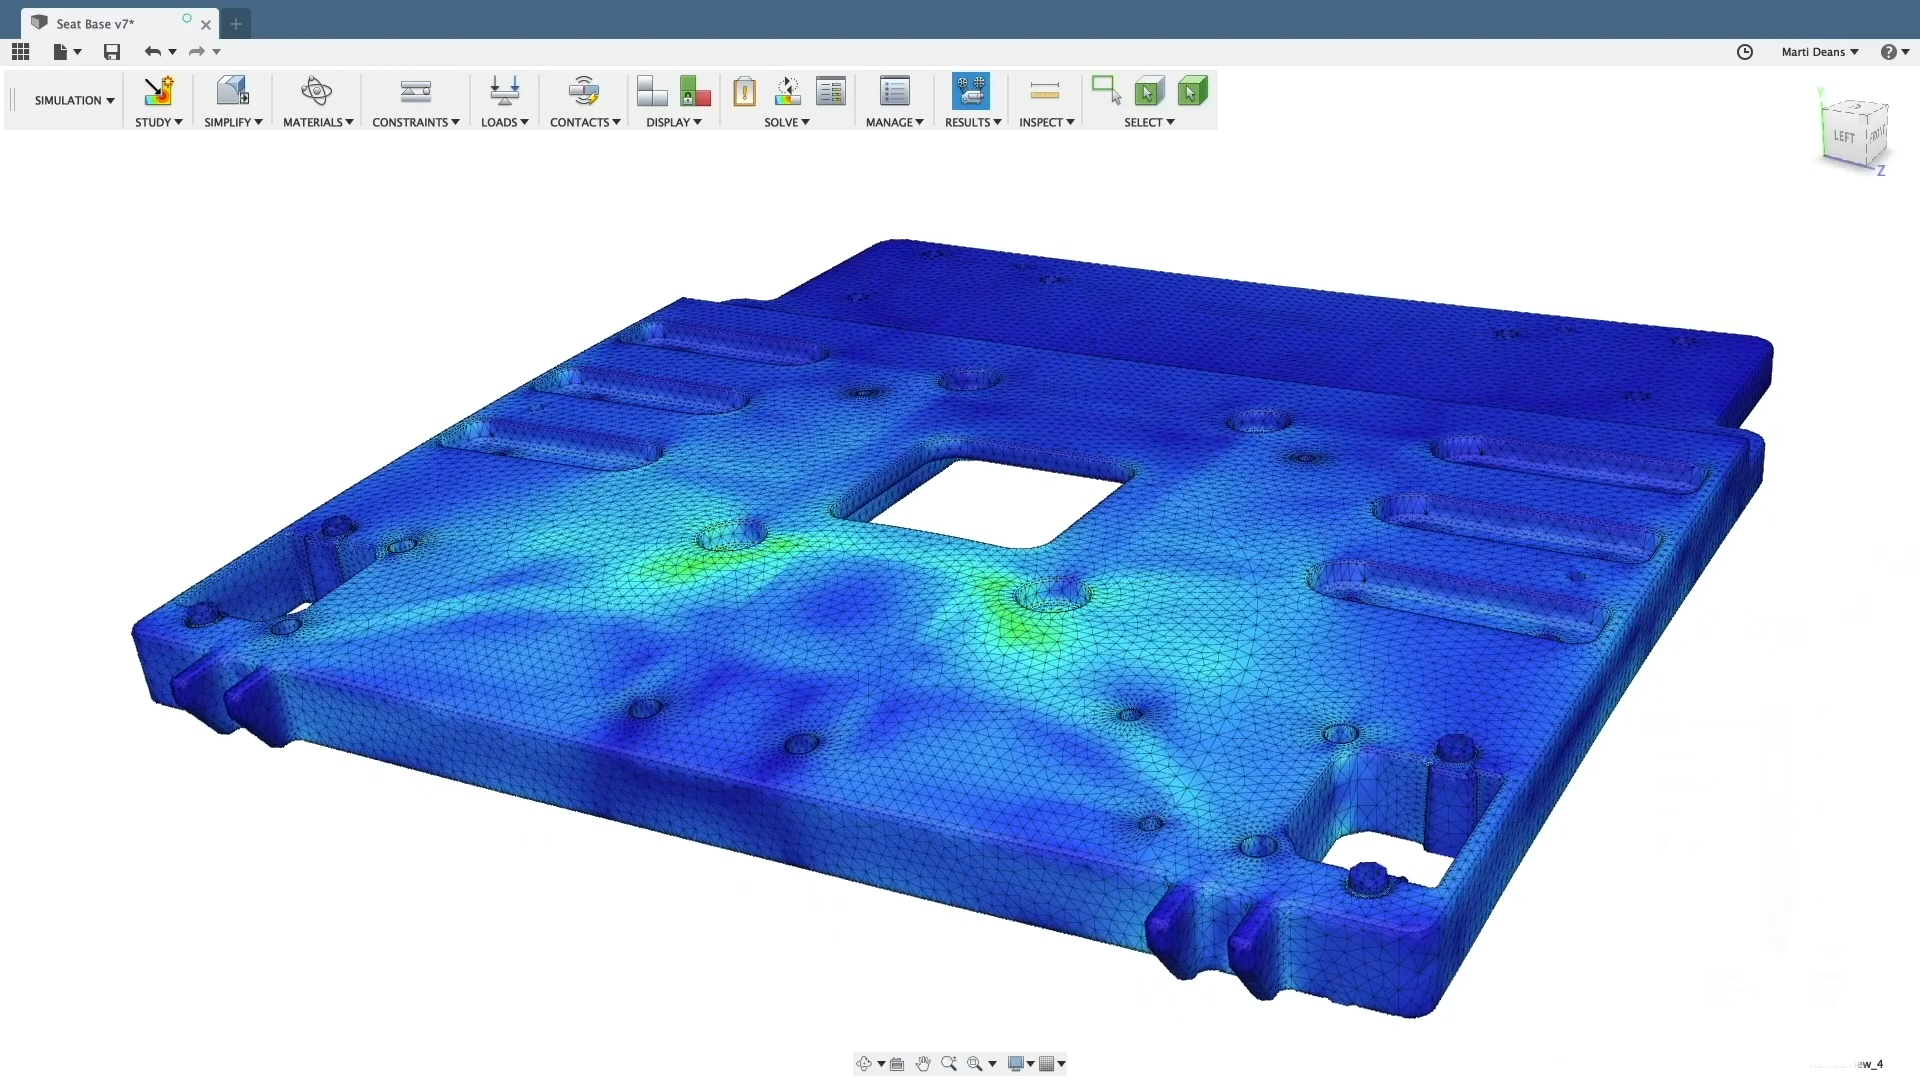 Seat Base v7*
Marti Deans
SIMULATION
STUDY
SIMPLIFY
MATERIALS
CONSTRAINTS
LOADS
CONTACTS
DISPLAY
SOLVE
MANAGE
RESULTS
INSPECT
SELECT
Y
LEFT
FRONT
Z